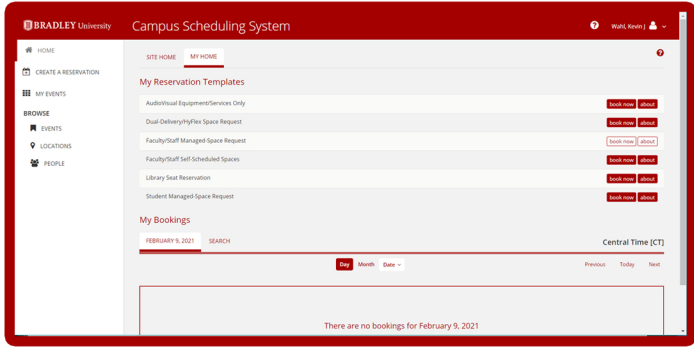 BRADLEY University
Campus Scheduling System
Wahl, Kevin J
HOME
CREATE A RESERVATION
MY EVENTS
BROWSE
EVENTS
LOCATIONS
PEOPLE
SITE HOME MY HOME
My Reservation Templates
AudioVisual Equipment/Services Only book now about
Dual-Delivery/HyFlex Space Request book now about
Faculty/Staff Managed-Space Request book now about
Faculty/Staff Self-Scheduled Spaces book now about
Library Seat Reservation book now about
Student Managed-Space Request book now about
My Bookings
FEBRUARY 9, 2021 SEARCH Central Time [CT]
Day Month Date Previous Today Next
There are no bookings for February 9, 2021